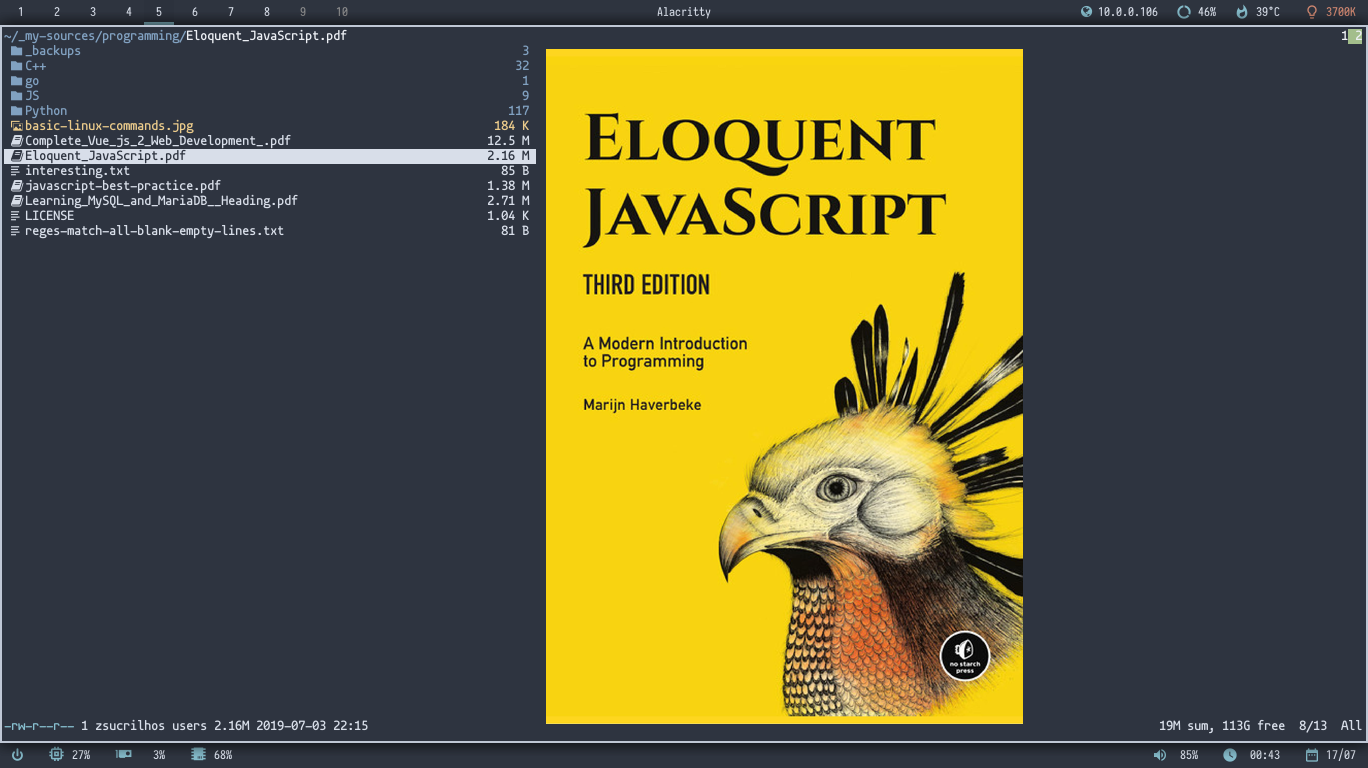 1 2 3 4 5 6 7 8 9 10 Alacritty 10.0.0.106 46% 39°C 3700K
~/_my-sources/programming/Eloquent_JavaScript.pdf 1 2
_backups 3
C++ 32
go 1
JS 9
Python 117
basic-linux-commands.jpg 184 K
Complete_Vue_js_2_Web_Development_.pdf 12.5 M
Eloquent_JavaScript.pdf 2.16 M
interesting.txt 85 B
javascript-best-practice.pdf 1.38 M
Learning_MySQL_and_MariaDB__Heading.pdf 2.71 M
LICENSE 1.04 K
reges-match-all-blank-empty-lines.txt 81 B
ELOQUENT
JAVASCRIPT
THIRD EDITION
A Modern Introduction
to Programming
Marijn Haverbeke
no starch
press
-rw-r--r-- 1 zsucrilhos users 2.16M 2019-07-03 22:15 19M sum, 113G free 8/13 All
27% 3% 68% 85% 00:43 17/07